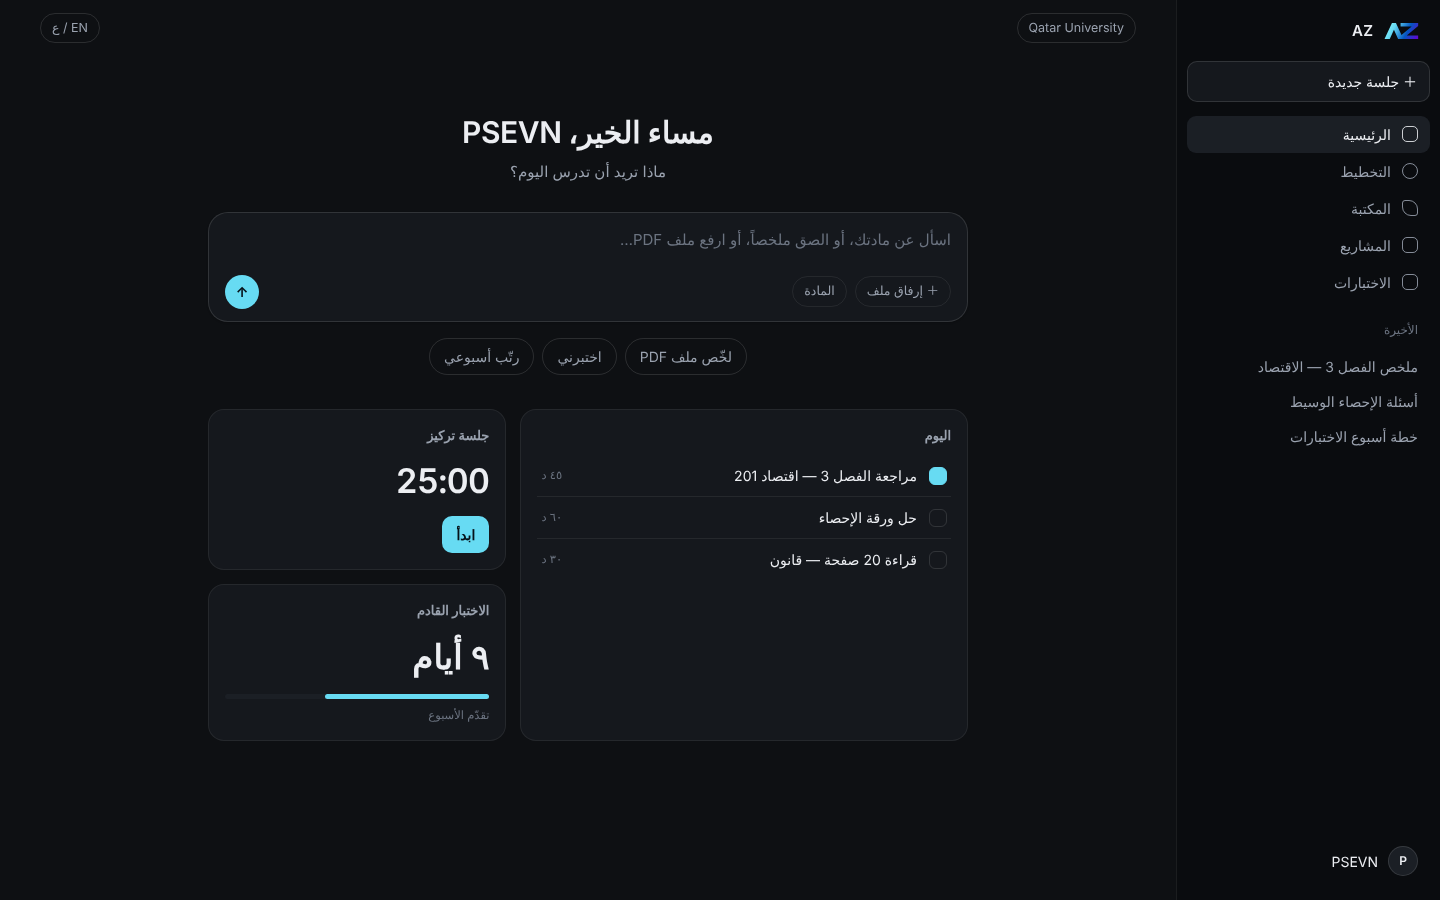 AZ
+ جلسة جديدة
الرئيسية
التخطيط
المكتبة
المشاريع
الاختبارات
الأخيرة
ملخص الفصل 3 — الاقتصاد
أسئلة الإحصاء الوسيط
خطة أسبوع الاختبارات
P PSEVN
Qatar University
ع / EN
مساء الخير، PSEVN
ماذا تريد أن تدرس اليوم؟
اسأل عن مادتك، أو الصق ملخصاً، أو ارفع ملف PDF...
+ إرفاق ملف
المادة
لخّص ملف PDF
اختبرني
رتّب أسبوعي
اليوم
مراجعة الفصل 3 — اقتصاد 201 ٤٥ د
حل ورقة الإحصاء ٦٠ د
قراءة 20 صفحة — قانون ٣٠ د
جلسة تركيز
25:00
ابدأ
الاختبار القادم
٩ أيام
تقدّم الأسبوع